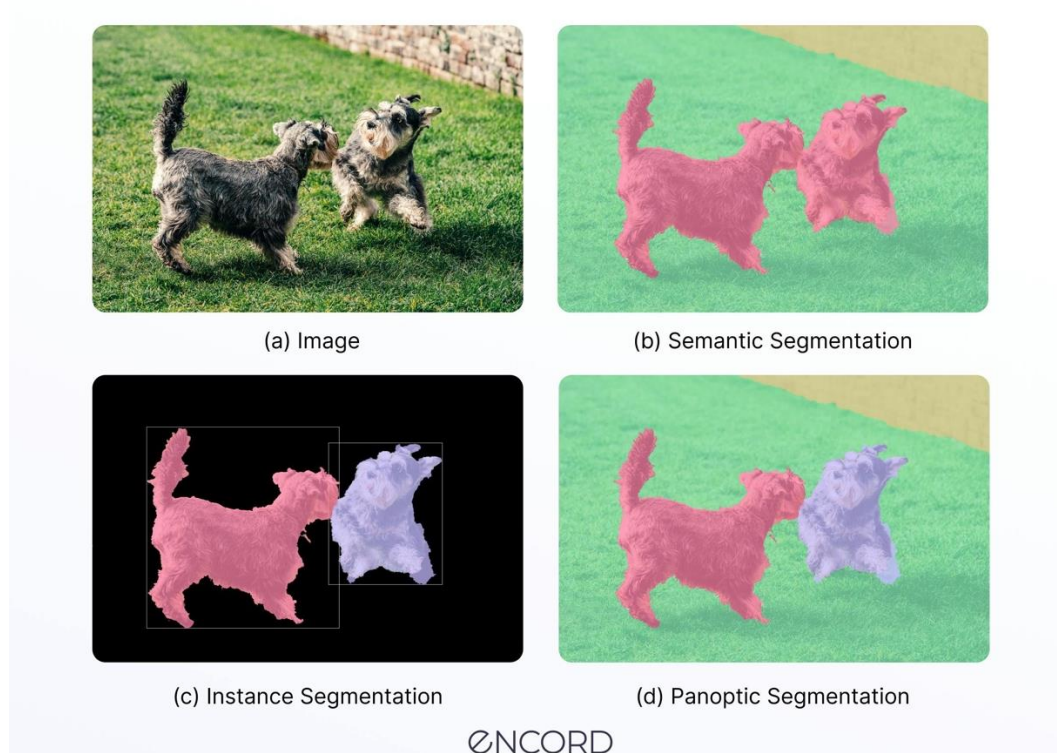 (a) Image
(b) Semantic Segmentation
(c) Instance Segmentation
(d) Panoptic Segmentation
ENCORD